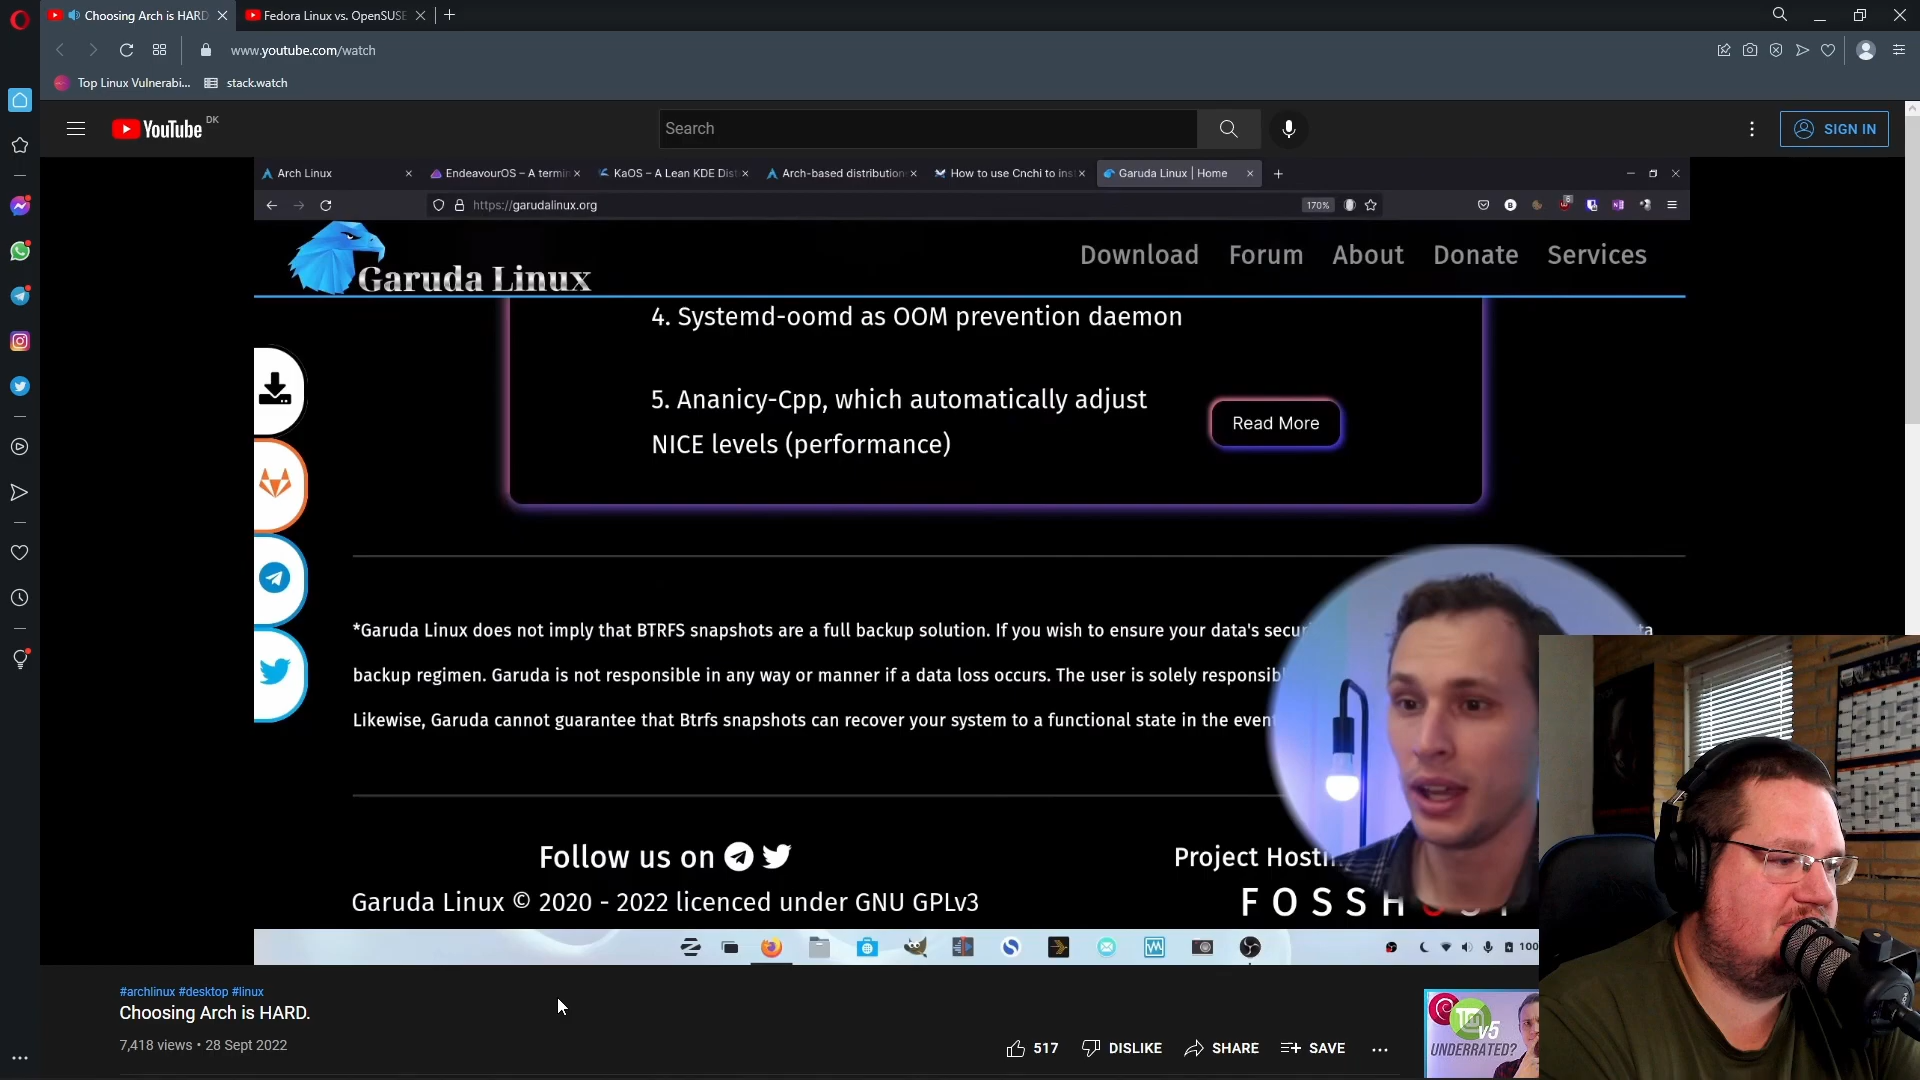 Choosing Arch is HARD
Fedora Linux vs. OpenSUSE
www.youtube.com/watch
Top Linux Vulnerabi...
stack.watch
YouTube DK
Search
SIGN IN
Arch Linux
EndeavourOS – A termin
KaOS – A Lean KDE Dist
Arch-based distribution
How to use Cnchi to inst
Garuda Linux | Home
https://garudalinux.org
170%
Garuda Linux
Download
Forum
About
Donate
Services
4. Systemd-oomd as OOM prevention daemon
5. Ananicy-Cpp, which automatically adjust
NICE levels (performance)
Read More
*Garuda Linux does not imply that BTRFS snapshots are a full backup solution. If you wish to ensure your data's secur
backup regimen. Garuda is not responsible in any way or manner if a data loss occurs. The user is solely responsib
Likewise, Garuda cannot guarantee that Btrfs snapshots can recover your system to a functional state in the event
Follow us on
Project Hosti
Garuda Linux © 2020 - 2022 licenced under GNU GPLv3
FOSSHOST
100
#archlinux #desktop #linux
Choosing Arch is HARD.
7,418 views • 28 Sept 2022
517
DISLIKE
SHARE
SAVE
v5
UNDERRATED?